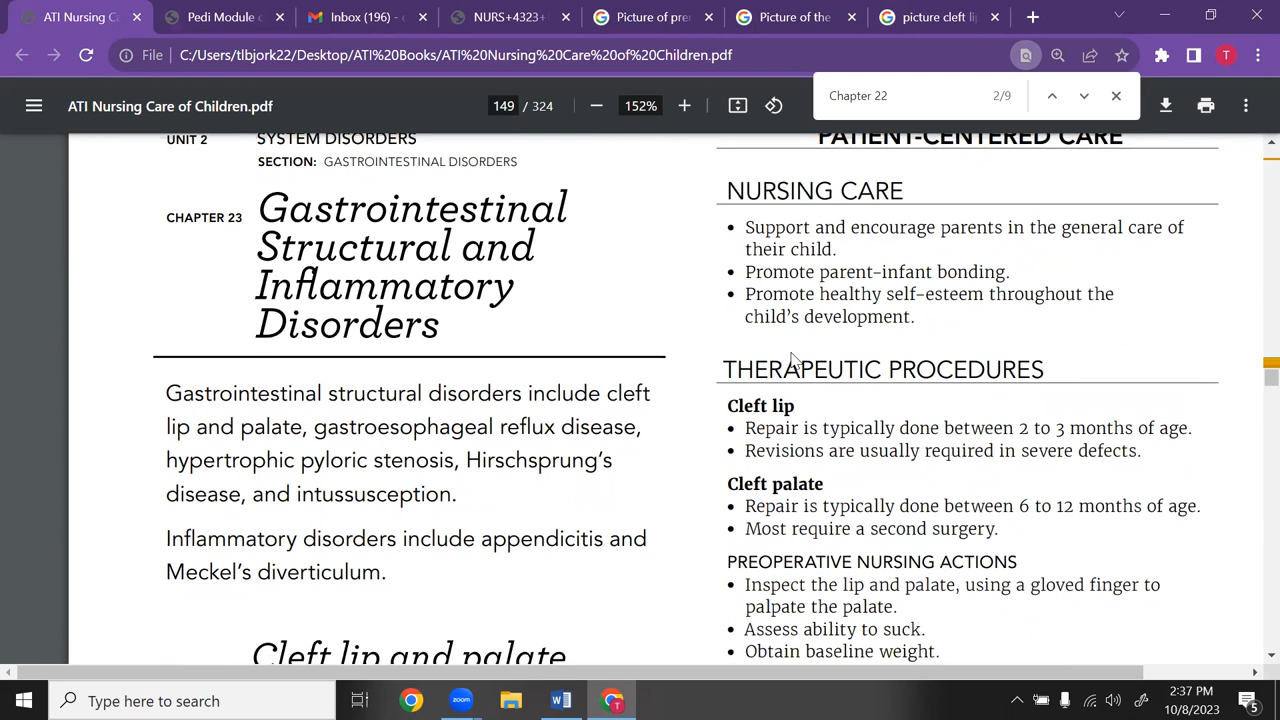 ATI Nursing Ca
Pedi Module
Inbox (196) -
NURS+4323+
Picture of pre
Picture of the
picture cleft li
File
C:/Users/tlbjork22/Desktop/ATI%20Books/ATI%20Nursing%20Care%20of%20Children.pdf
T
ATI Nursing Care of Children.pdf
149 / 324
152%
Chapter 22
2/9
UNIT 2
SYSTEM DISORDERS
SECTION: GASTROINTESTINAL DISORDERS
CHAPTER 23
Gastrointestinal
Structural and
Inflammatory
Disorders
Gastrointestinal structural disorders include cleft
lip and palate, gastroesophageal reflux disease,
hypertrophic pyloric stenosis, Hirschsprung’s
disease, and intussusception.
Inflammatory disorders include appendicitis and
Meckel’s diverticulum.
Cleft lip and palate
PATIENT-CENTERED CARE
NURSING CARE
• Support and encourage parents in the general care of
their child.
• Promote parent-infant bonding.
• Promote healthy self-esteem throughout the
child’s development.
THERAPEUTIC PROCEDURES
Cleft lip
• Repair is typically done between 2 to 3 months of age.
• Revisions are usually required in severe defects.
Cleft palate
• Repair is typically done between 6 to 12 months of age.
• Most require a second surgery.
PREOPERATIVE NURSING ACTIONS
• Inspect the lip and palate, using a gloved finger to
palpate the palate.
• Assess ability to suck.
• Obtain baseline weight.
Type here to search
zoom
T
2:37 PM
10/8/2023
5